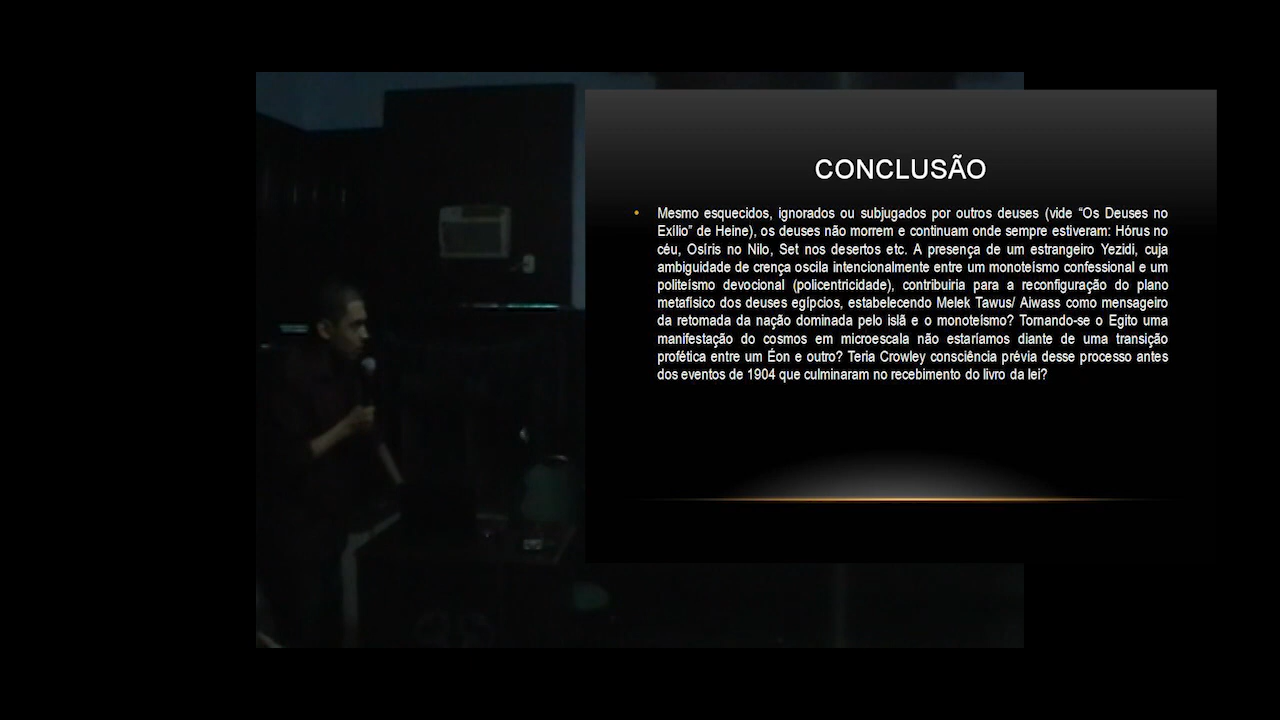 CONCLUSÃO
• Mesmo esquecidos, ignorados ou subjugados por outros deuses (vide “Os Deuses no
Exílio” de Heine), os deuses não morrem e continuam onde sempre estiveram: Hórus no
céu, Osíris no Nilo, Set nos desertos etc. A presença de um estrangeiro Yezidi, cuja
ambiguidade de crença oscila intencionalmente entre um monoteísmo confessional e um
politeísmo devocional (policentricidade), contribuiria para a reconfiguração do plano
metafísico dos deuses egípcios, estabelecendo Melek Tawus/ Aiwass como mensageiro
da retomada da nação dominada pelo islã e o monoteísmo? Tornando-se o Egito uma
manifestação do cosmos em microescala não estaríamos diante de uma transição
profética entre um Éon e outro? Teria Crowley consciência prévia desse processo antes
dos eventos de 1904 que culminaram no recebimento do livro da lei?